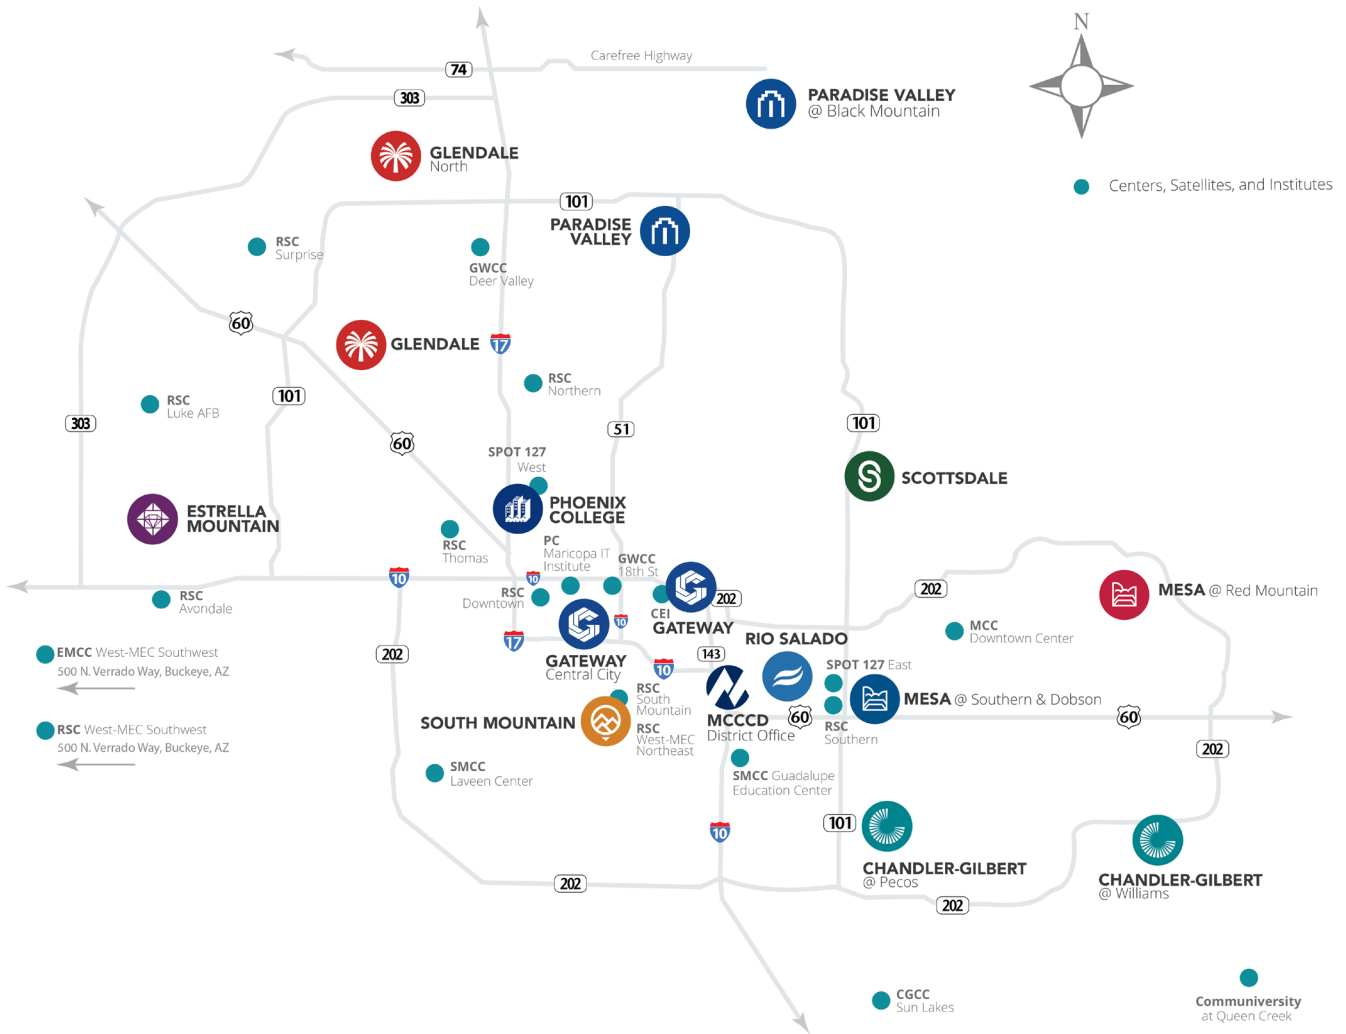 N
Carefree Highway
74
303
PARADISE VALLEY
@ Black Mountain
GLENDALE
North
Centers, Satellites, and Institutes
101
PARADISE
VALLEY
RSC
Surprise
GWCC
Deer Valley
60
GLENDALE
17
RSC
Northern
101
RSC
Luke AFB
303
51
101
60
SPOT 127
West
SCOTTSDALE
PHOENIX
COLLEGE
ESTRELLA
MOUNTAIN
RSC
Thomas
PC
Maricopa IT
Institute
GWCC
18th St
10
10
202
MESA @ Red Mountain
RSC
Downtown
202
RSC
Avondale
CEI
GATEWAY
10
17
RIO SALADO
MCC
Downtown Center
EMCC West-MEC Southwest
500 N. Verrado Way, Buckeye, AZ
202
GATEWAY
Central City
143
10
SPOT 127 East
RSC
South
Mountain
MESA @ Southern & Dobson
SOUTH MOUNTAIN
MCCCD
District Office
60
60
RSC West-MEC Southwest
500 N. Verrado Way, Buckeye, AZ
RSC
West-MEC
Northeast
RSC
Southern
202
SMCC
Laveen Center
SMCC Guadalupe
Education Center
10
101
CHANDLER-GILBERT
@ Pecos
CHANDLER-GILBERT
@ Williams
202
202
CGCC
Sun Lakes
Communiversity
at Queen Creek